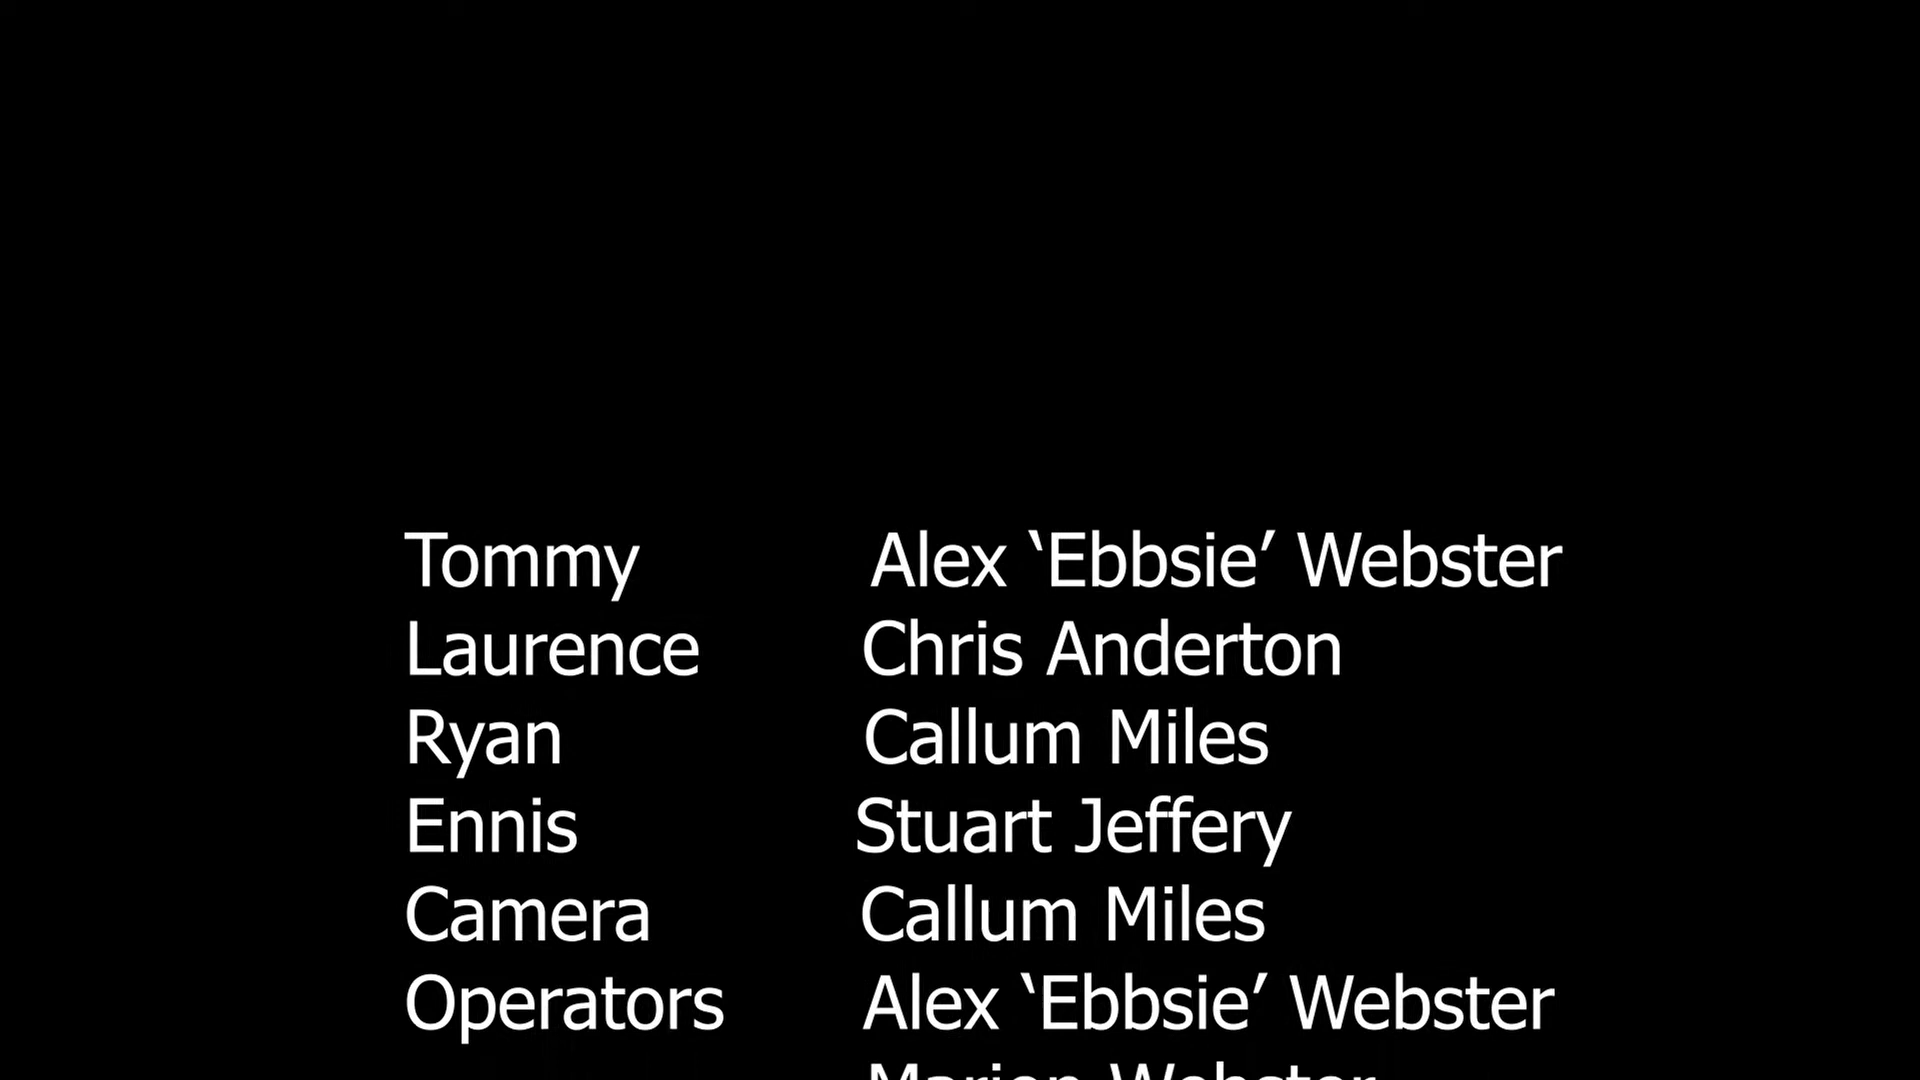 Tommy Alex ‘Ebbsie’ Webster
Laurence Chris Anderton
Ryan Callum Miles
Ennis Stuart Jeffery
Camera Callum Miles
Operators Alex ‘Ebbsie’ Webster
Webster